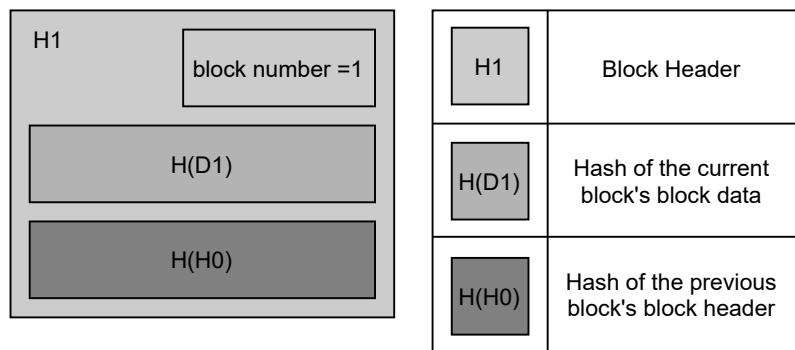 H1
block number =1
H(D1)
H(H0)
H1
Block Header
H(D1)
Hash of the current
block's block data
H(H0)
Hash of the previous
block's block header